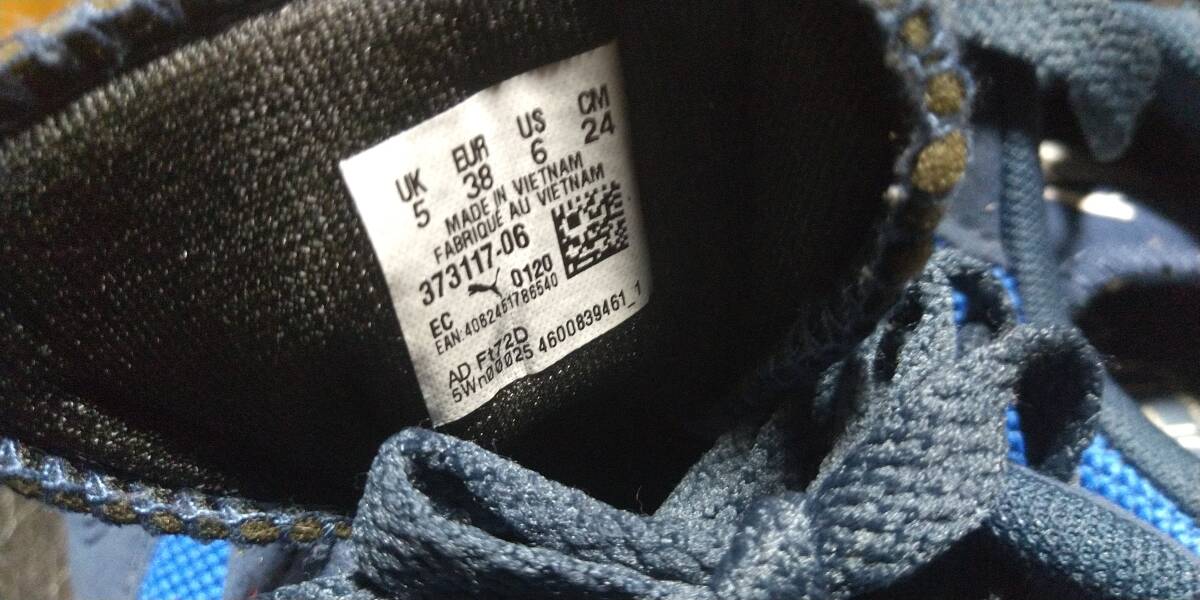 UK EUR US CM
5 38 6 24
MADE IN VIETNAM
FABRIQUÉ AU VIETNAM
373117-06
0120
EC
EAN:4062451786540
AD Ft72D
5Wn00025 4600839461_1